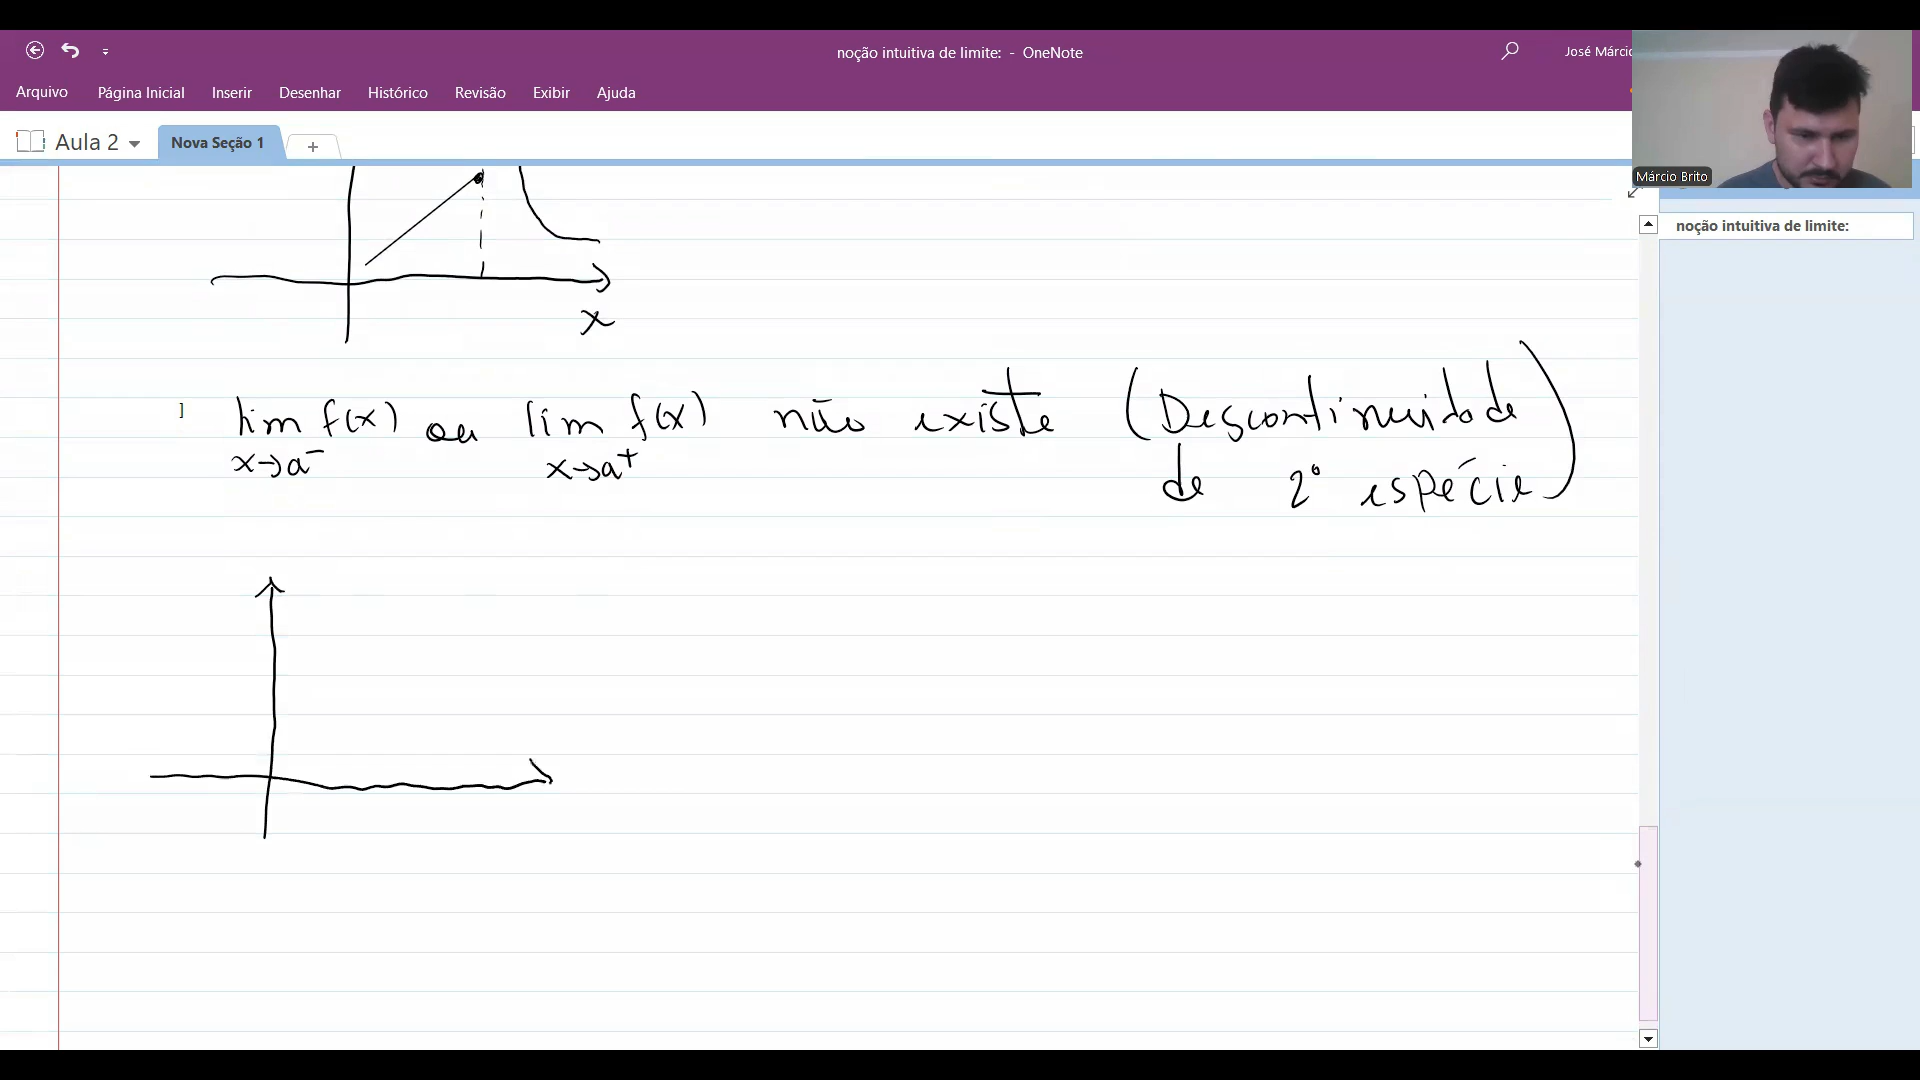 noção intuitiva de limite: - OneNote
José Márcio
Arquivo Página Inicial Inserir Desenhar Histórico Revisão Exibir Ajuda
Aula 2
Nova Seção 1
+
Márcio Brito
noção intuitiva de limite:
x
lim f(x) ou lim f(x) não existe (Descontinuidade
x→a⁻ x→a⁺ de 2° espécie)